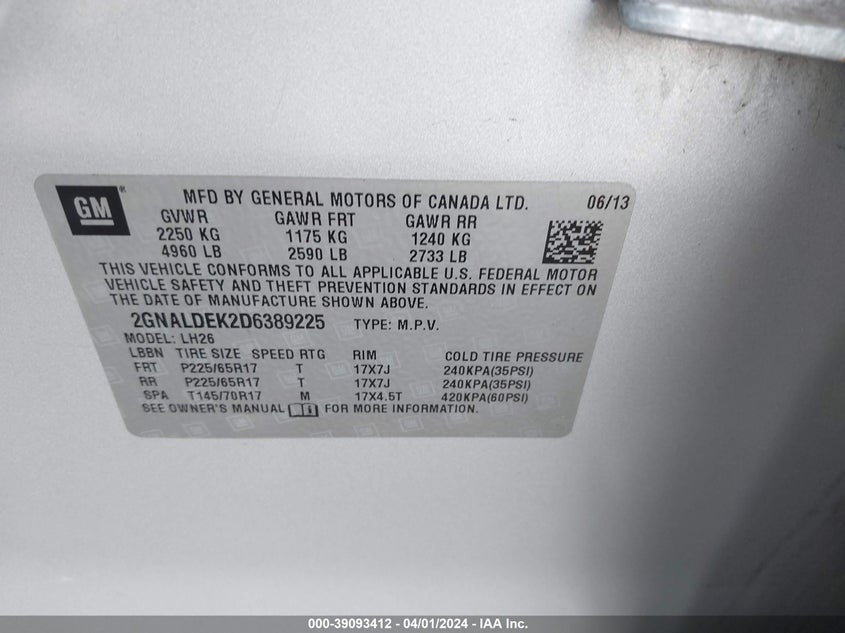 GM
MFD BY GENERAL MOTORS OF CANADA LTD. 06/13
GVWR GAWR FRT GAWR RR
2250 KG 1175 KG 1240 KG
4960 LB 2590 LB 2733 LB
THIS VEHICLE CONFORMS TO ALL APPLICABLE U.S. FEDERAL MOTOR
VEHICLE SAFETY AND THEFT PREVENTION STANDARDS IN EFFECT ON
THE DATE OF MANUFACTURE SHOWN ABOVE.
2GNALDEK2D6389225 TYPE: M.P.V.
MODEL: LH26
LBBN TIRE SIZE SPEED RTG RIM COLD TIRE PRESSURE
FRT P225/65R17 T 17X7J 240KPA(35PSI)
RR P225/65R17 T 17X7J 240KPA(35PSI)
SPA T145/70R17 M 17X4.5T 420KPA(60PSI)
SEE OWNER'S MANUAL FOR MORE INFORMATION.
000-39093412 - 04/01/2024 - IAA Inc.